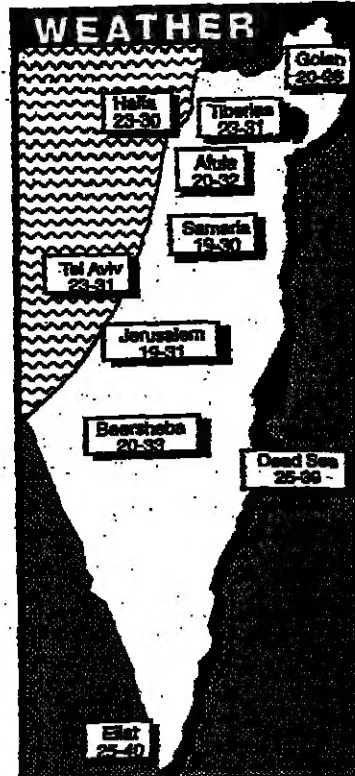 WEATHER
Golan
Haifa
23-30
Tiberias
23-31
Afula
20-32
Samaria
19-30
Tel Aviv
23-31
Jerusalem
19-31
Beersheba
20-33
Dead Sea
Eilat
25-40